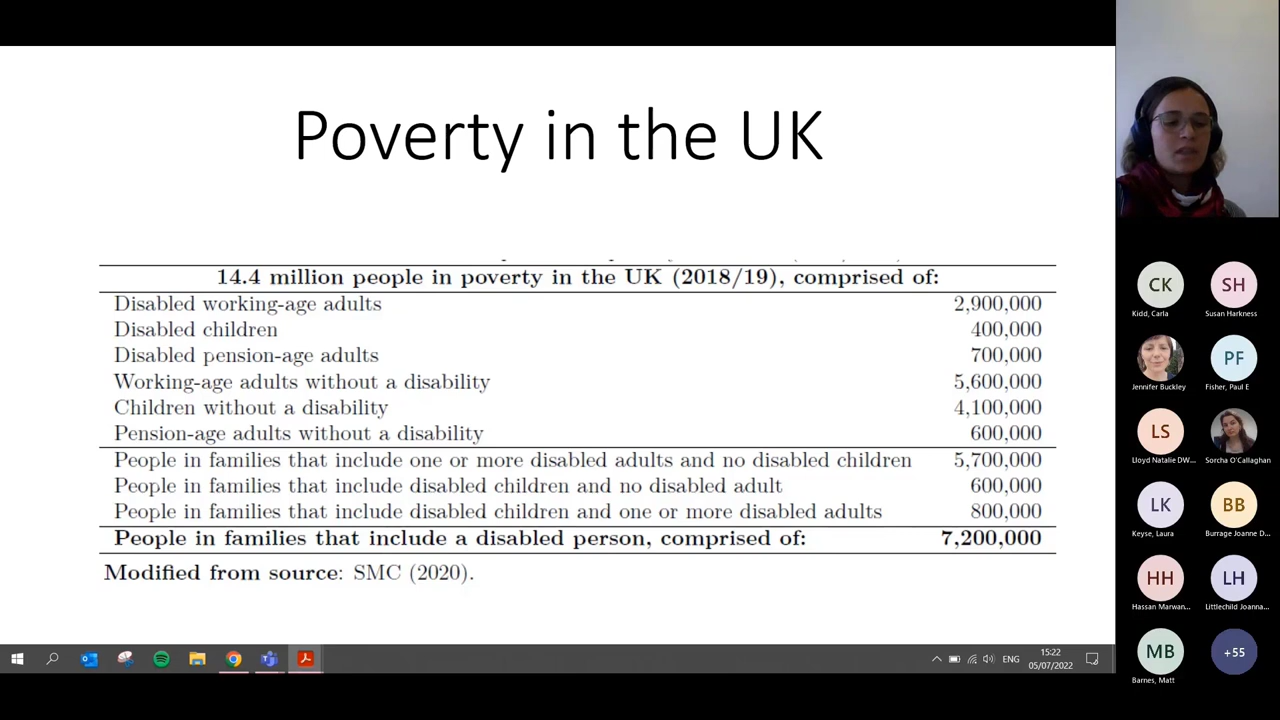 Poverty in the UK
14.4 million people in poverty in the UK (2018/19), comprised of:
Disabled working-age adults 2,900,000
Disabled children 400,000
Disabled pension-age adults 700,000
Working-age adults without a disability 5,600,000
Children without a disability 4,100,000
Pension-age adults without a disability 600,000
People in families that include one or more disabled adults and no disabled children 5,700,000
People in families that include disabled children and no disabled adult 600,000
People in families that include disabled children and one or more disabled adults 800,000
People in families that include a disabled person, comprised of: 7,200,000
Modified from source: SMC (2020).
ENG
15:22
05/07/2022
CK SH
Kidd, Carla Susan Harkness
PF
Jennifer Buckley Fisher, Paul E
LS
Lloyd Natalie DW... Sorcha O'Callaghan
LK BB
Keyse, Laura Burrage Joanne D...
HH LH
Hassan Marwan... Littlechild Joanna...
MB +55
Barnes, Matt